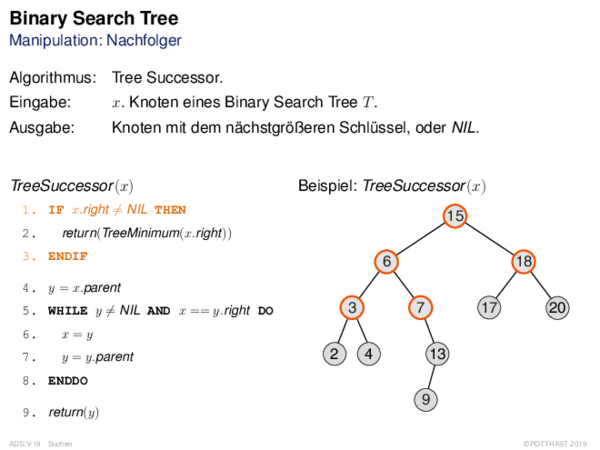 Binary Search Tree
Manipulation: Nachfolger
Algorithmus: Tree Successor.
Eingabe: x. Knoten eines Binary Search Tree T.
Ausgabe: Knoten mit dem nächstgrößeren Schlüssel, oder NIL.
TreeSuccessor(x)
1. IF x.right ≠ NIL THEN
2. return(TreeMinimum(x.right))
3. ENDIF
4. y = x.parent
5. WHILE y ≠ NIL AND x == y.right DO
6. x = y
7. y = y.parent
8. ENDDO
9. return(y)
Beispiel: TreeSuccessor(x)
15
6 18
3 7 17 20
2 4 13
9
ADS:V-19 Suchen
© POTTHAST 2019